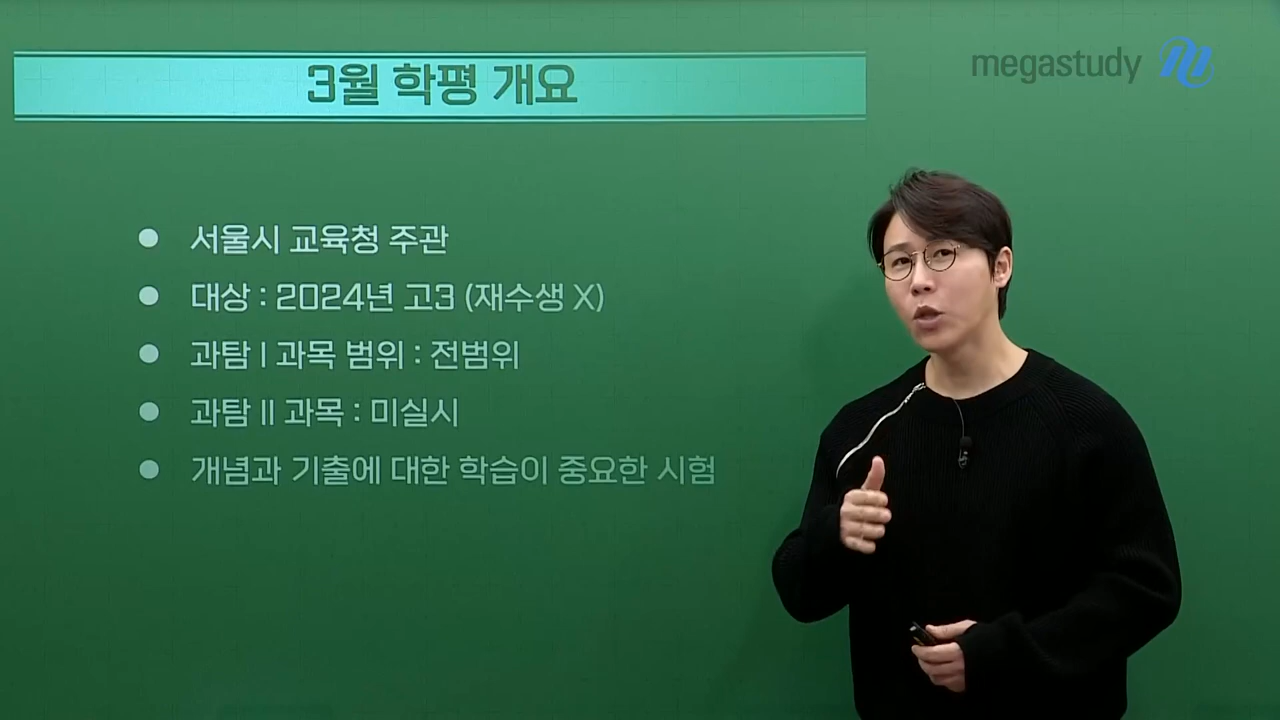 3월 학평 개요
megastudy
서울시 교육청 주관
대상 : 2024년 고3 (재수생 X)
과탐 I 과목 범위 : 전범위
과탐 II 과목 : 미실시
개념과 기출에 대한 학습이 중요한 시험